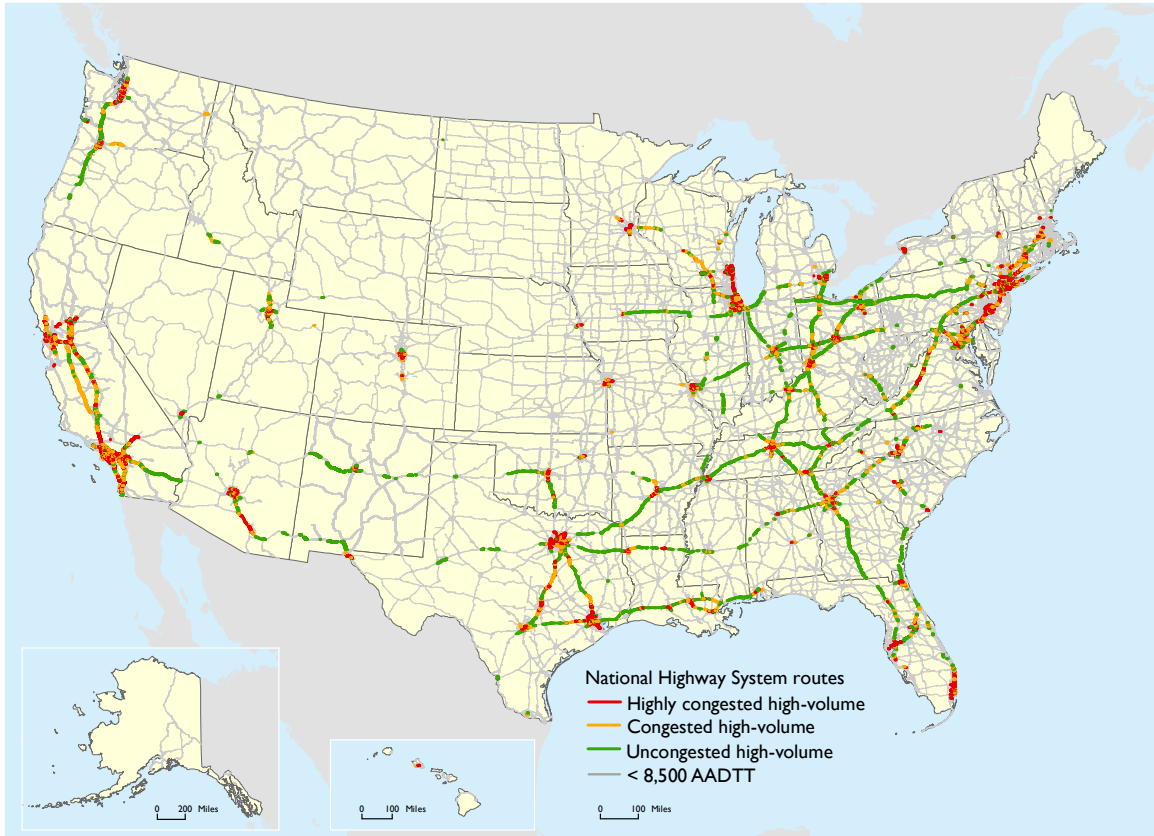 National Highway System routes
Highly congested high-volume
Congested high-volume
Uncongested high-volume
< 8,500 AADTT
0 200 Miles
0 100 Miles
0 100 Miles